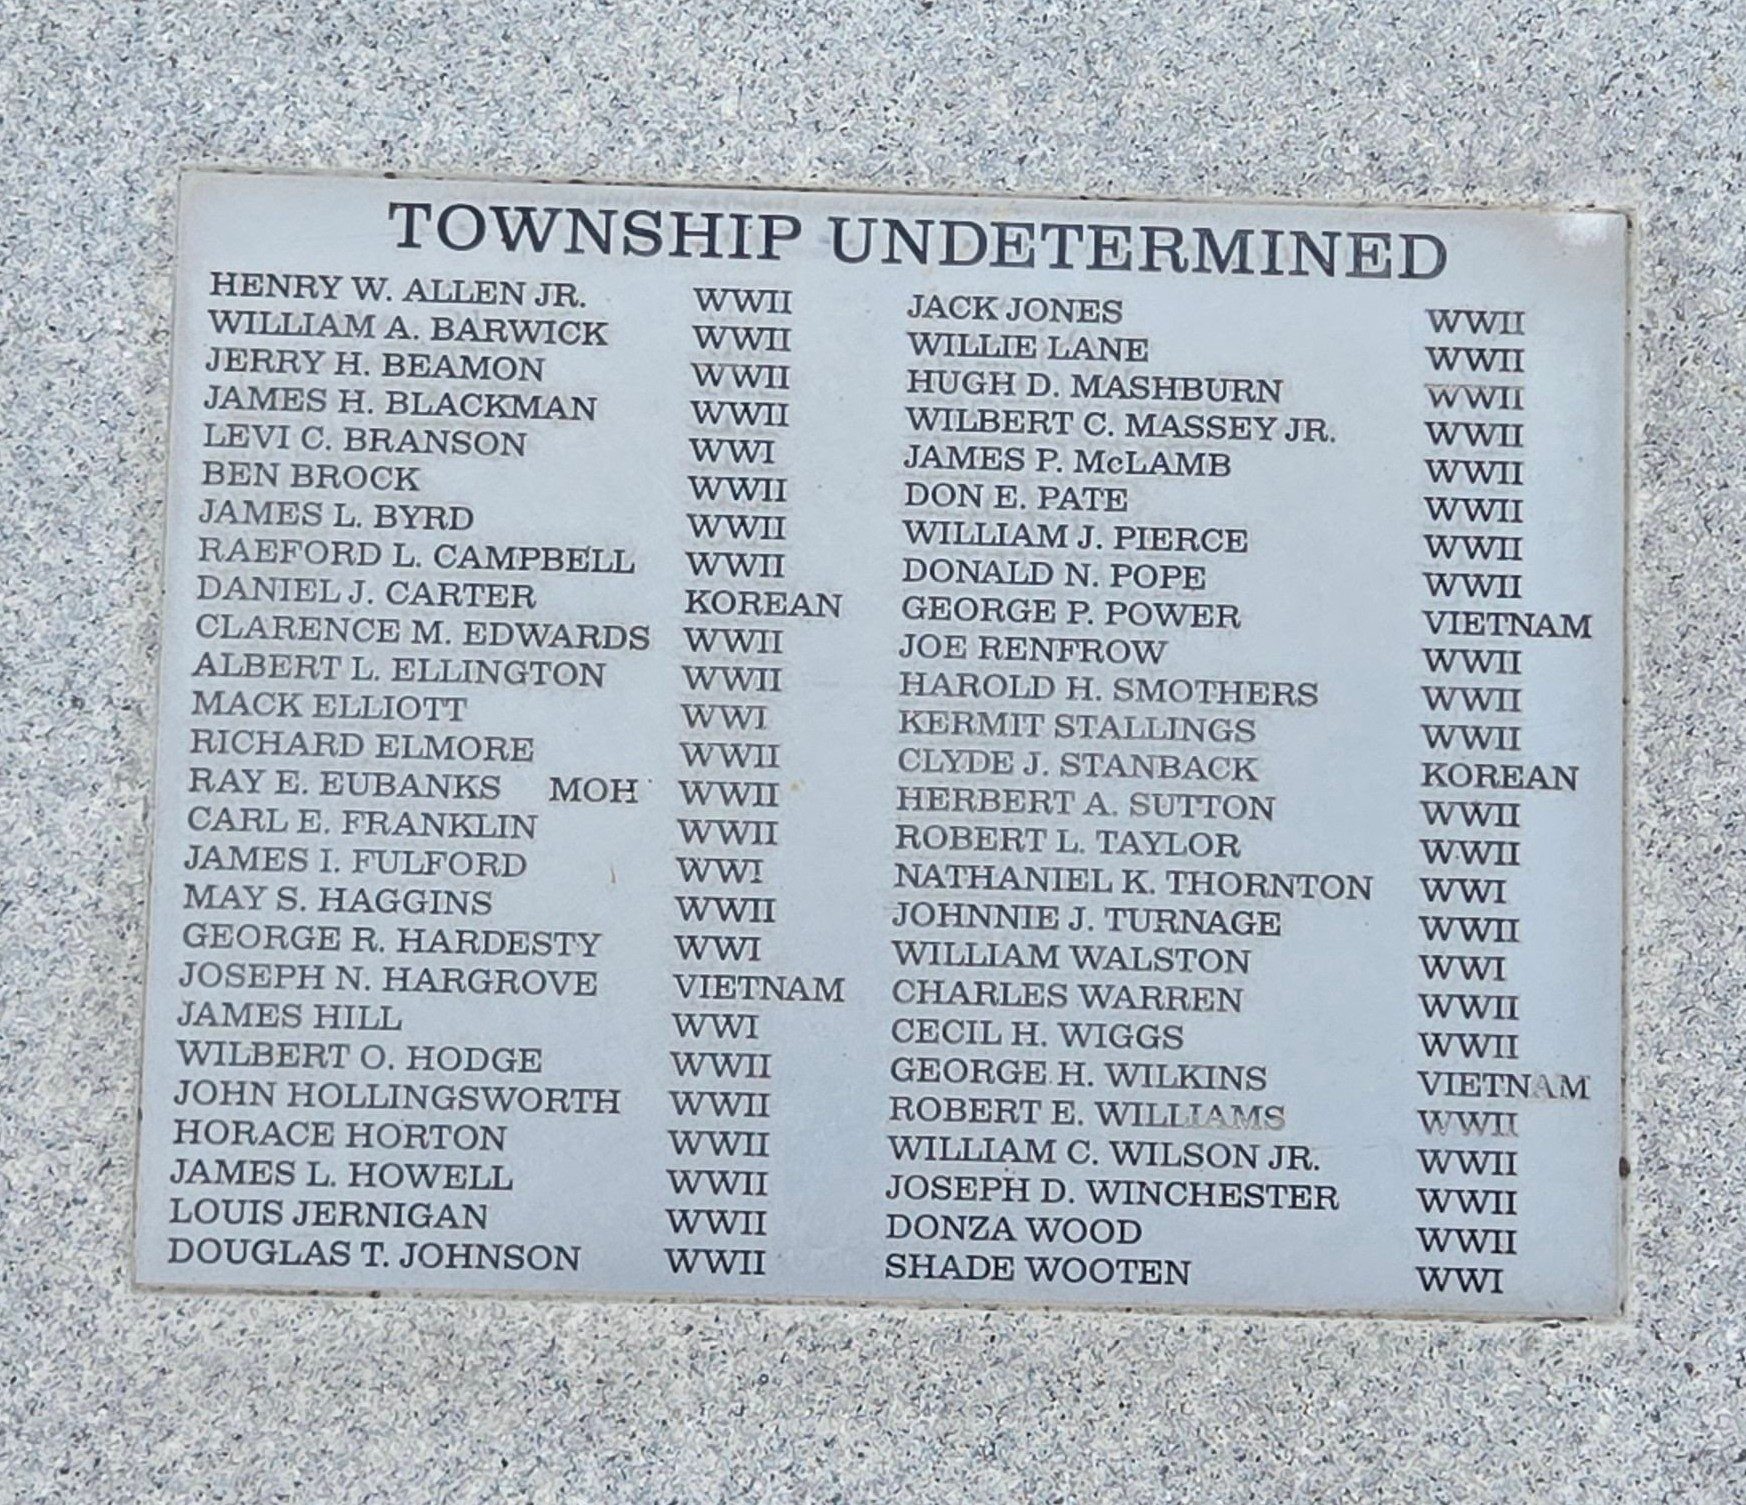 TOWNSHIP UNDETERMINED
HENRY W. ALLEN JR. WWII
WILLIAM A. BARWICK WWII
JERRY H. BEAMON WWII
JAMES H. BLACKMAN WWII
LEVI C. BRANSON WWI
BEN BROCK WWII
JAMES L. BYRD WWII
RAEFORD L. CAMPBELL WWII
DANIEL J. CARTER KOREAN
CLARENCE M. EDWARDS WWII
ALBERT L. ELLINGTON WWII
MACK ELLIOTT WWI
RICHARD ELMORE WWII
RAY E. EUBANKS MOH WWII
CARL E. FRANKLIN WWII
JAMES I. FULFORD WWI
MAY S. HAGGINS WWII
GEORGE R. HARDESTY WWI
JOSEPH N. HARGROVE VIETNAM
JAMES HILL WWI
WILBERT O. HODGE WWII
JOHN HOLLINGSWORTH WWII
HORACE HORTON WWII
JAMES L. HOWELL WWII
LOUIS JERNIGAN WWII
DOUGLAS T. JOHNSON WWII
JACK JONES WWII
WILLIE LANE WWII
HUGH D. MASHBURN WWII
WILBERT C. MASSEY JR. WWII
JAMES P. McLAMB WWII
DON E. PATE WWII
WILLIAM J. PIERCE WWII
DONALD N. POPE WWII
GEORGE P. POWER VIETNAM
JOE RENFROW WWII
HAROLD H. SMOTHERS WWII
KERMIT STALLINGS WWII
CLYDE J. STANBACK KOREAN
HERBERT A. SUTTON WWII
ROBERT L. TAYLOR WWII
NATHANIEL K. THORNTON WWI
JOHNNIE J. TURNAGE WWII
WILLIAM WALSTON WWI
CHARLES WARREN WWII
CECIL H. WIGGS WWII
GEORGE H. WILKINS VIETNAM
ROBERT E. WILLIAMS WWII
WILLIAM C. WILSON JR. WWII
JOSEPH D. WINCHESTER WWII
DONZA WOOD WWII
SHADE WOOTEN WWI